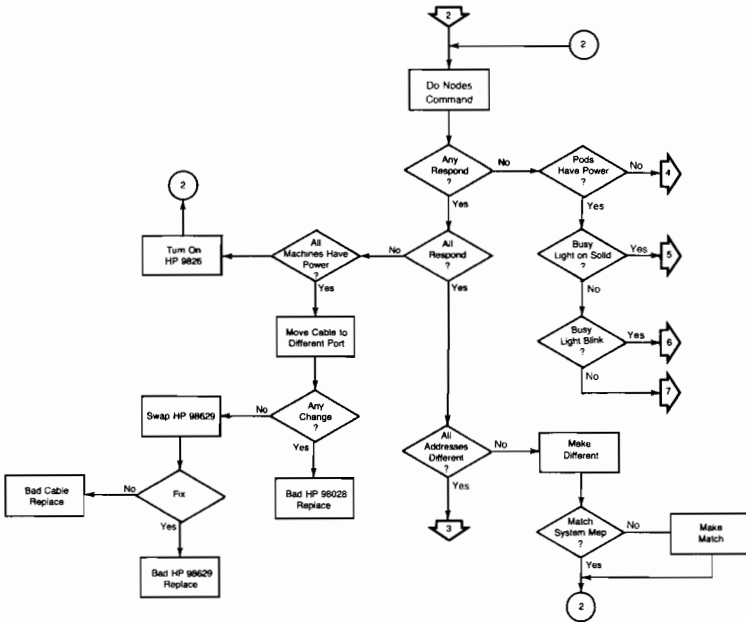 2
2
Do Nodes
Command
Any
Respond
?
No
Pods
Have Power
?
No
4
Yes
Yes
2
Turn On
HP 9826
All
Machines Have
Power
?
No
All
Respond
?
Busy
Light on Solid
?
Yes
5
Yes
Yes
No
Move Cable to
Different Port
Busy
Light Blink
?
Yes
6
No
7
Swap HP 98629
No
Any
Change
?
All
Addresses
Different
?
No
Make
Different
Yes
Yes
Bad Cable
Replace
No
Fix
Bad HP 98028
Replace
3
Match
System Map
?
No
Make
Match
Yes
Yes
Bad HP 98629
Replace
2